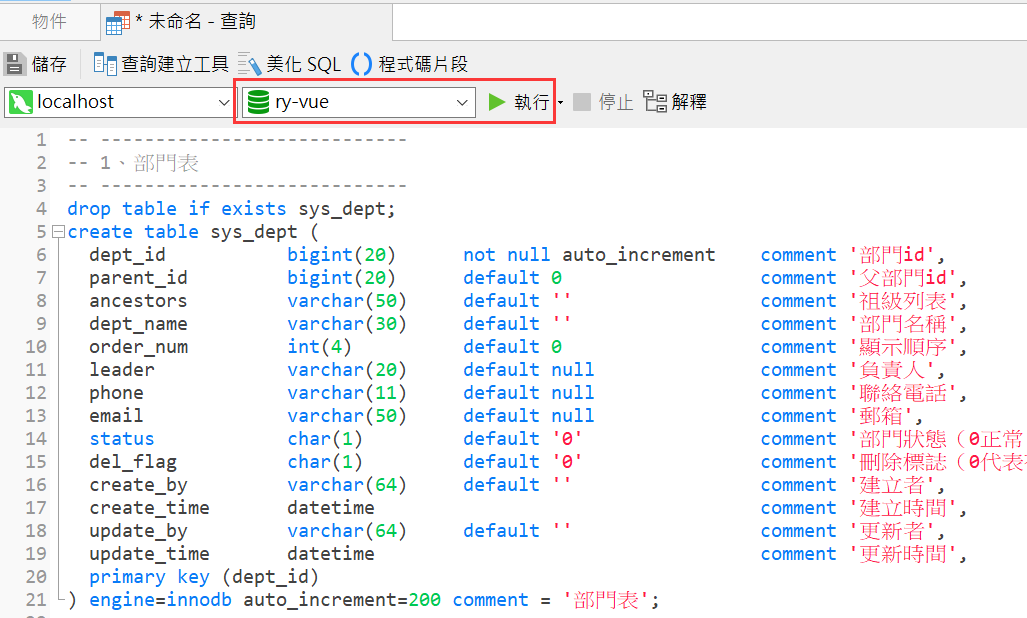 物件 * 未命名 - 查詢
儲存 查詢建立工具 美化 SQL 程式碼片段
localhost ry-vue 執行 停止 解釋
1 -- ----------------------------
2 -- 1、部門表
3 -- ----------------------------
4 drop table if exists sys_dept;
5 create table sys_dept (
6 dept_id bigint(20) not null auto_increment comment '部門id',
7 parent_id bigint(20) default 0 comment '父部門id',
8 ancestors varchar(50) default '' comment '祖級列表',
9 dept_name varchar(30) default '' comment '部門名稱',
10 order_num int(4) default 0 comment '顯示順序',
11 leader varchar(20) default null comment '負責人',
12 phone varchar(11) default null comment '聯絡電話',
13 email varchar(50) default null comment '郵箱',
14 status char(1) default '0' comment '部門狀態（0正常
15 del_flag char(1) default '0' comment '刪除標誌（0代表
16 create_by varchar(64) default '' comment '建立者',
17 create_time datetime comment '建立時間',
18 update_by varchar(64) default '' comment '更新者',
19 update_time datetime comment '更新時間',
20 primary key (dept_id)
21 ) engine=innodb auto_increment=200 comment = '部門表';